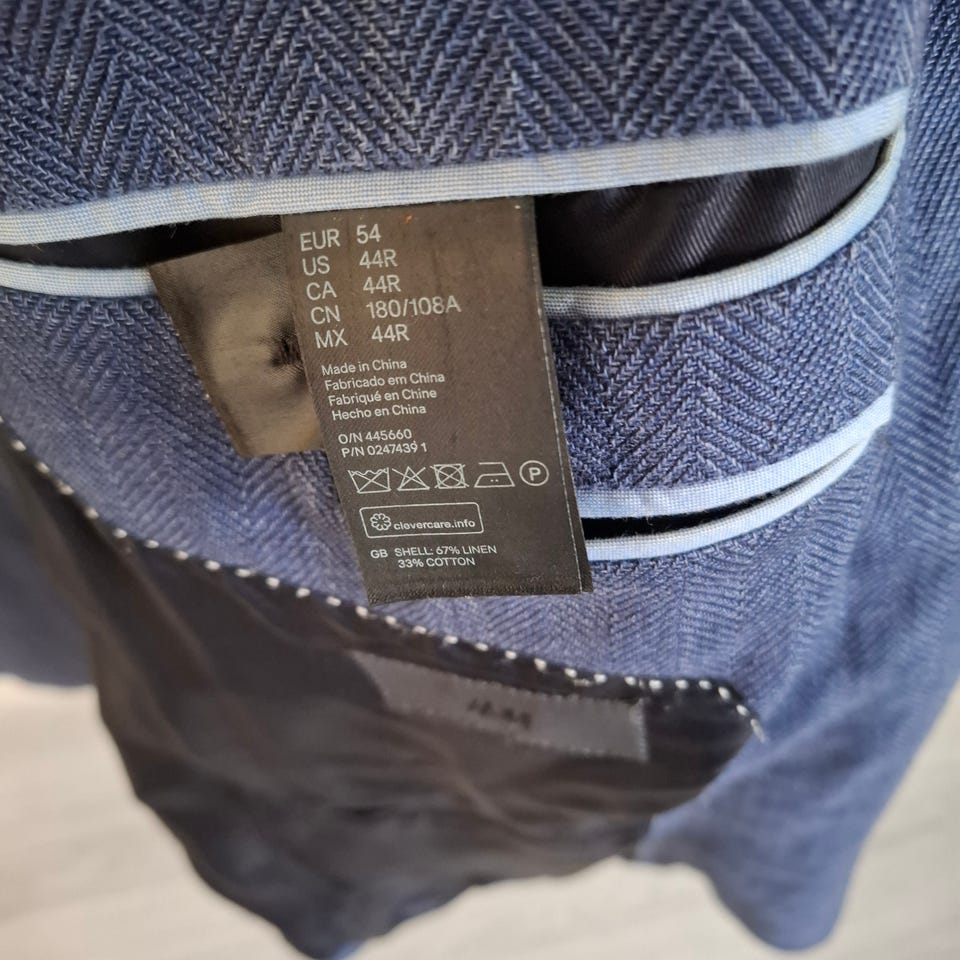 EUR 54
US 44R
CA 44R
CN 180/108A
MX 44R
Made in China
Fabricado em China
Fabriqué en Chine
Hecho en China
O/N 445660
P/N 0247439 1
P
clevercare.info
GB SHELL: 67% LINEN
33% COTTON